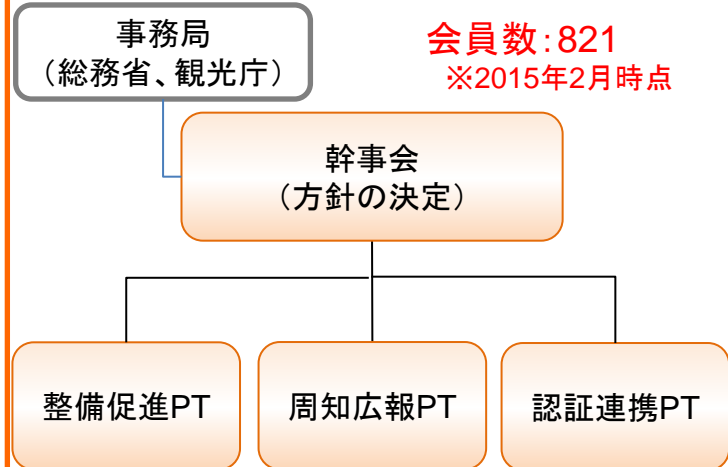 事務局
（総務省、観光庁）
会員数：821
※2015年2月時点
幹事会
（方針の決定）
整備促進PT
周知広報PT
認証連携PT